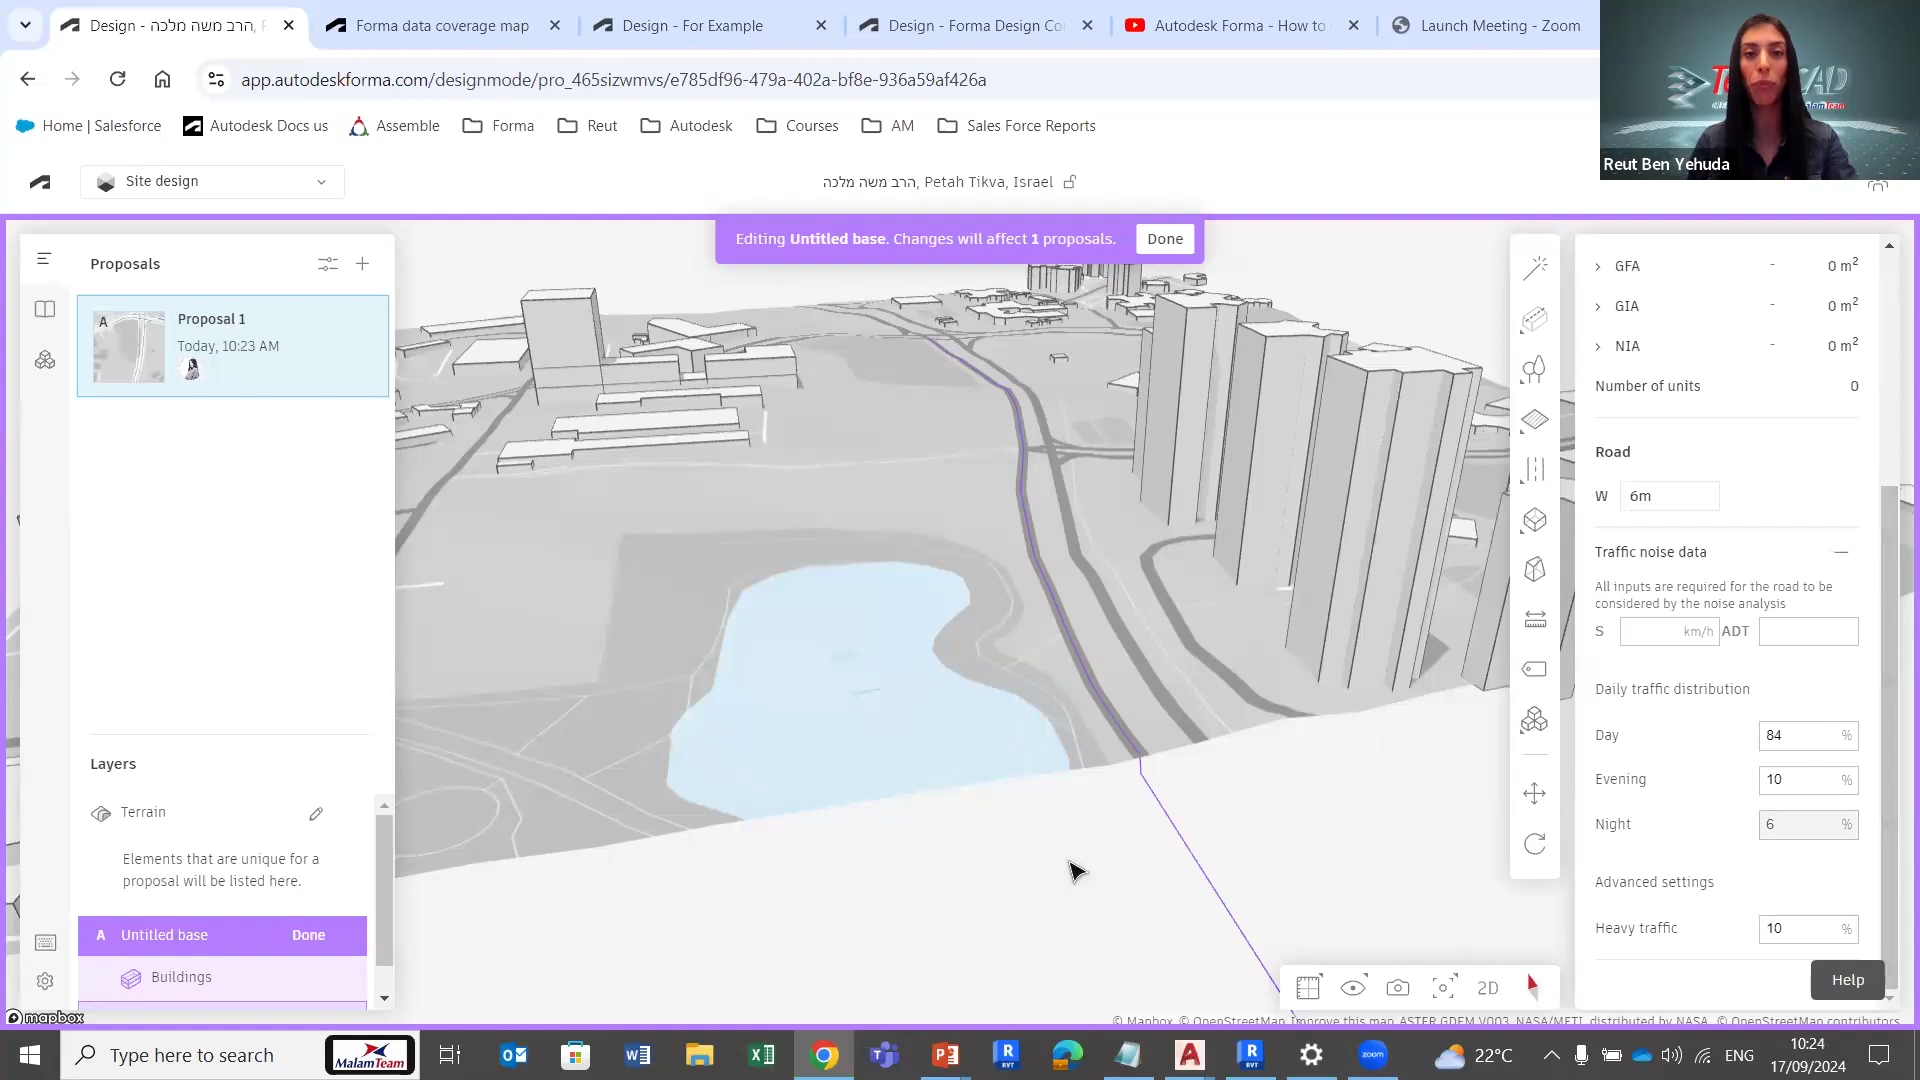 Design - הרב משה מלכה,
Forma data coverage map
Design - For Example
Design - Forma Design Co
Autodesk Forma - How to
Launch Meeting - Zoom
app.autodeskforma.com/designmode/pro_465sizwmvs/e785df96-479a-402a-bf8e-936a59af426a
Home | Salesforce
Autodesk Docs us
Assemble
Forma
Reut
Autodesk
Courses
AM
Sales Force Reports
Reut Ben Yehuda
Site design
הרב משה מלכה, Petah Tikva, Israel
Editing Untitled base. Changes will affect 1 proposals.
Done
Proposals
A
Proposal 1
Today, 10:23 AM
Layers
Terrain
Elements that are unique for a
proposal will be listed here.
A Untitled base Done
Buildings
mapbox
GFA - 0 m²
GIA - 0 m²
NIA - 0 m²
Number of units 0
Road
W 6m
Traffic noise data
All inputs are required for the road to be
considered by the noise analysis
S km/h ADT
Daily traffic distribution
Day 84 %
Evening 10 %
Night 6 %
Advanced settings
Heavy traffic 10 %
Help
2D
© Mapbox, © OpenStreetMap, Improve this map, ASTER GDEM V003, NASA/METI, distributed by NASA, © OpenStreetMap contributors
Type here to search
MalamTeam
22°C
ENG
10:24
17/09/2024